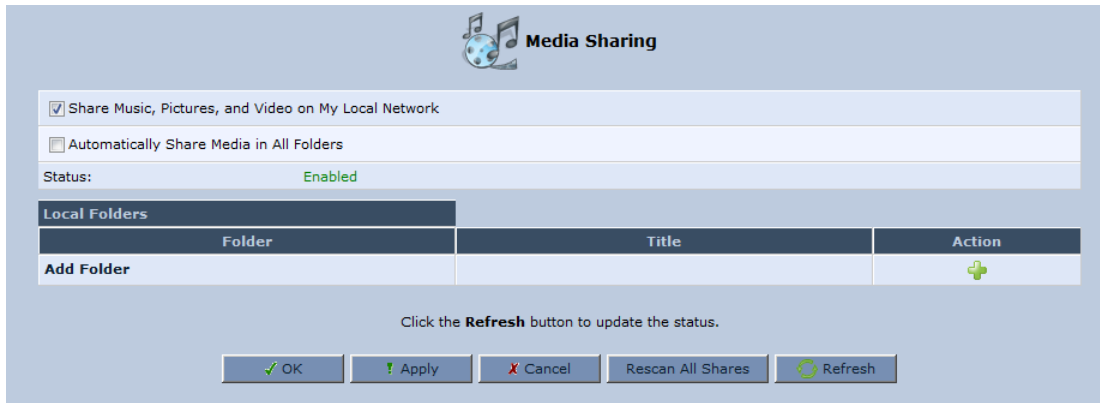 Media Sharing
Share Music, Pictures, and Video on My Local Network
Automatically Share Media in All Folders
Status: Enabled
Local Folders
Folder Title Action
Add Folder
Click the Refresh button to update the status.
OK Apply Cancel Rescan All Shares Refresh